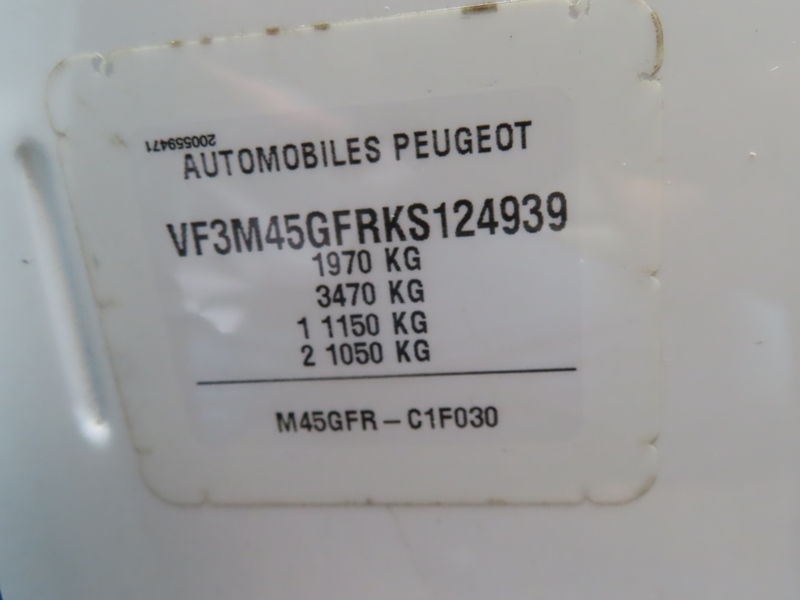 200559471
AUTOMOBILES PEUGEOT
VF3M45GFRKS124939
1970 KG
3470 KG
1 1150 KG
2 1050 KG
M45GFR – C1F030